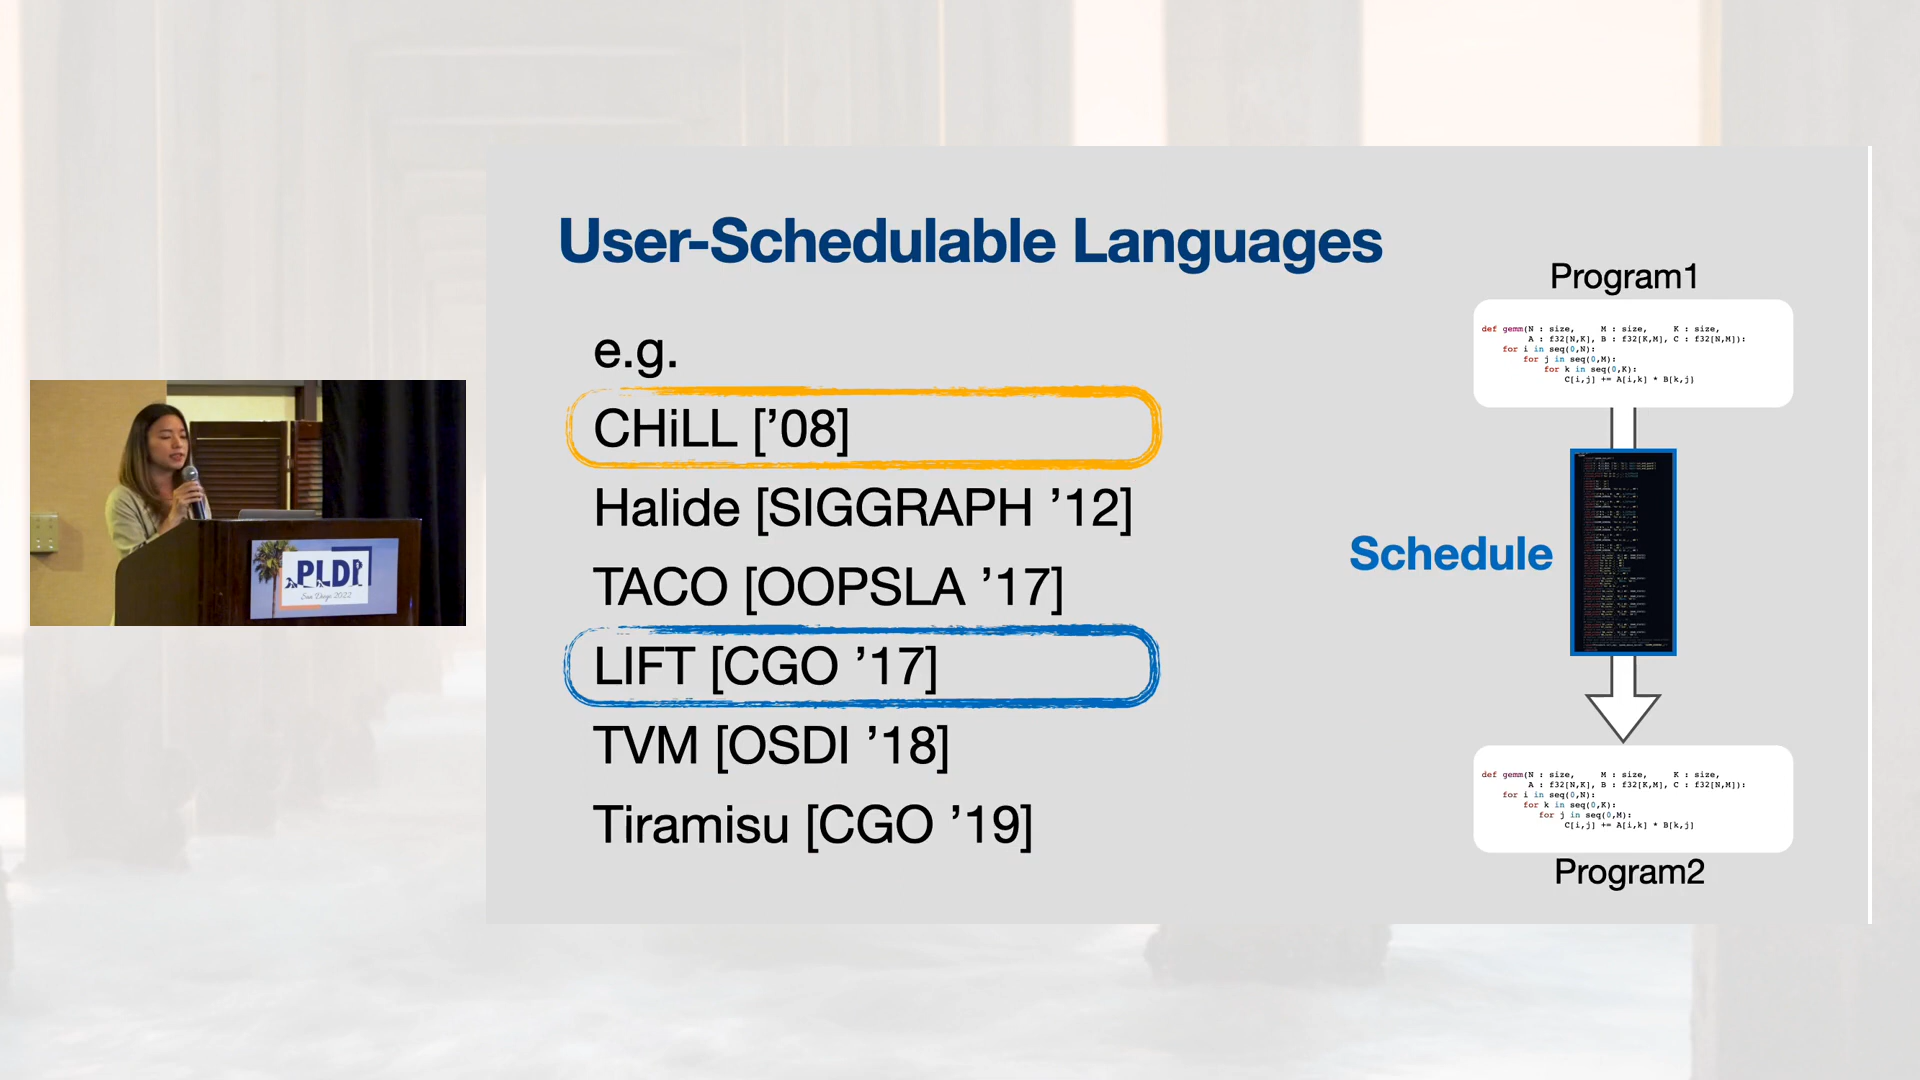 User-Schedulable Languages
e.g.
CHiLL [’08]
Halide [SIGGRAPH ’12]
TACO [OOPSLA ’17]
LIFT [CGO ’17]
TVM [OSDI ’18]
Tiramisu [CGO ’19]
Program1
def gemm(N : size, M : size, K : size,
A : f32[N,K], B : f32[K,M], C : f32[N,M]):
for i in seq(0,N):
for j in seq(0,M):
for k in seq(0,K):
C[i,j] += A[i,k] * B[k,j]
Schedule
def gemm(N : size, M : size, K : size,
A : f32[N,K], B : f32[K,M], C : f32[N,M]):
for i in seq(0,N):
for k in seq(0,K):
for j in seq(0,M):
C[i,j] += A[i,k] * B[k,j]
Program2
PLDI
San Diego 2022